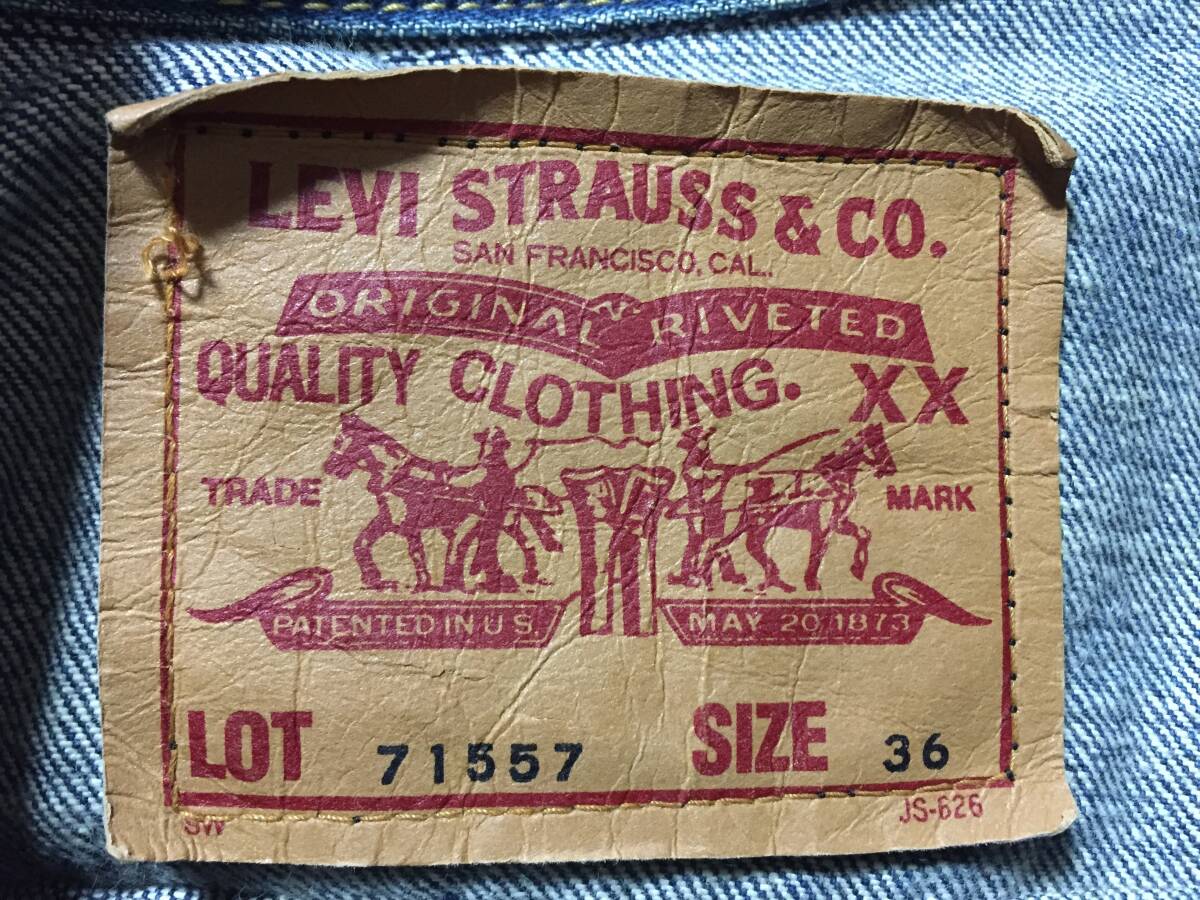 LEVI STRAUSS & CO.
SAN FRANCISCO, CAL.
ORIGINAL RIVETED
QUALITY CLOTHING. XX
TRADE MARK
PATENTED IN U.S. MAY 20 1873
LOT 71557 SIZE 36
SW JS-626